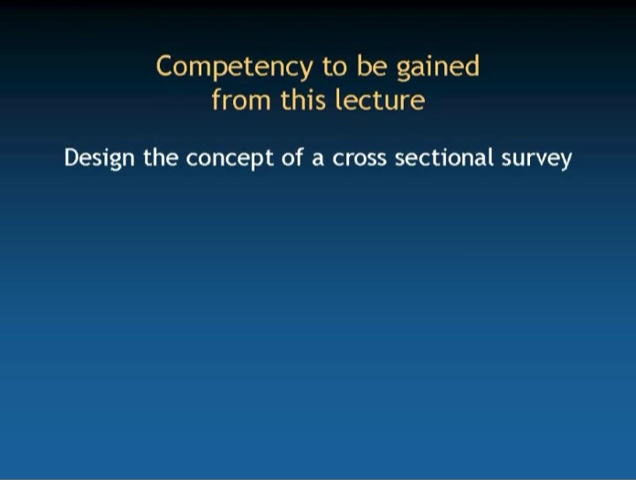 Competency to be gained
from this lecture
Design the concept of a cross sectional survey